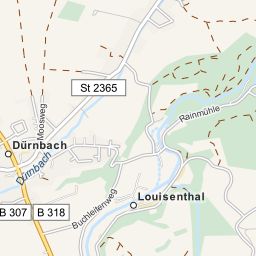 St 2365
Moosweg
Rainmühle
Dürnbach
Dürnbach
Buchleitenweg
Louisenthal
B 307
B 318